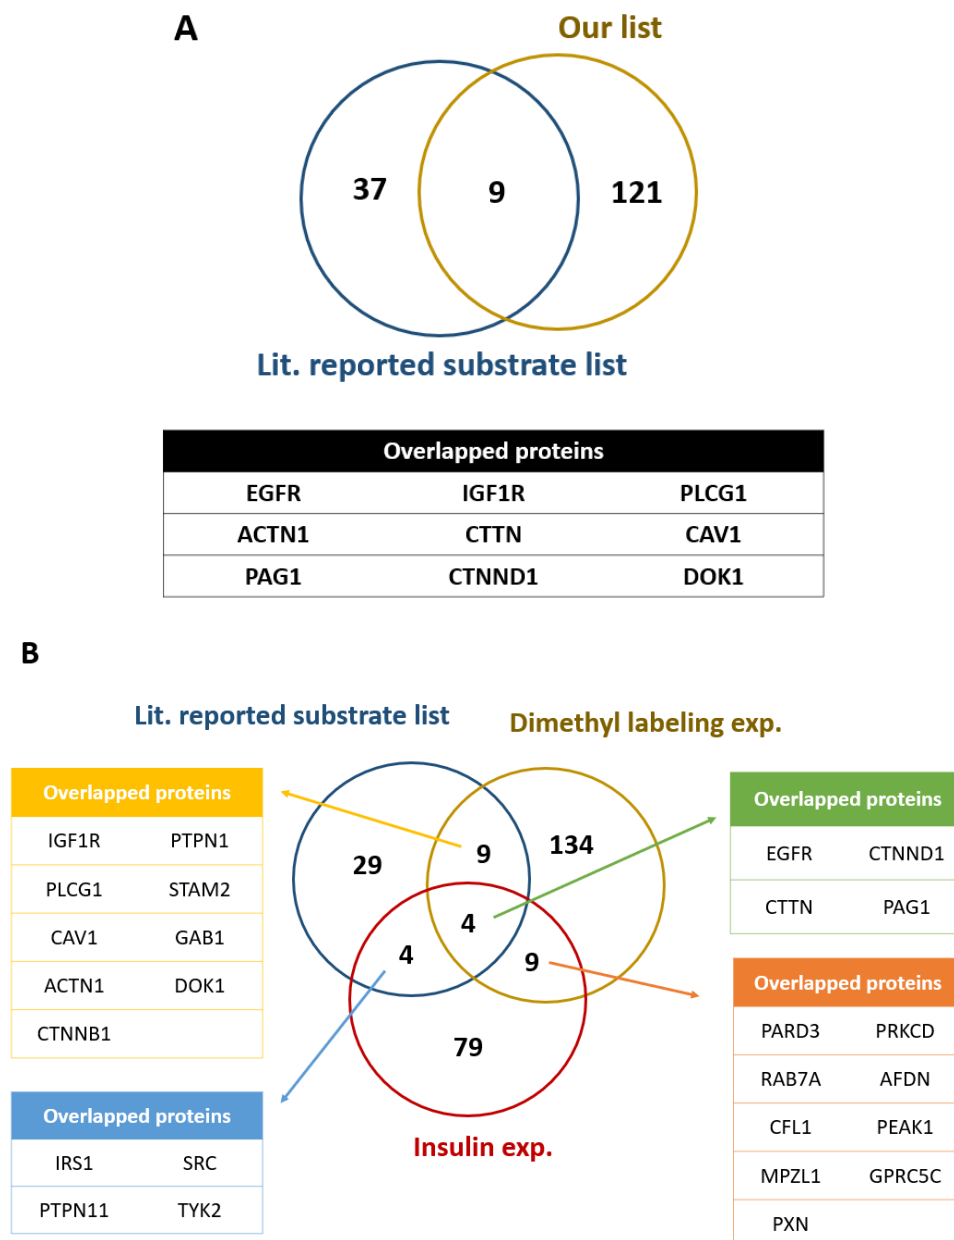 A
Our list
37 9 121
Lit. reported substrate list
Overlapped proteins
EGFR IGF1R PLCG1
ACTN1 CTTN CAV1
PAG1 CTNND1 DOK1
B
Lit. reported substrate list
Dimethyl labeling exp.
Overlapped proteins
IGF1R PTPN1
PLCG1 STAM2
CAV1 GAB1
ACTN1 DOK1
CTNNB1
29 9 134
4
4 9
79
Insulin exp.
Overlapped proteins
EGFR CTNND1
CTTN PAG1
Overlapped proteins
IRS1 SRC
PTPN11 TYK2
Overlapped proteins
PARD3 PRKCD
RAB7A AFDN
CFL1 PEAK1
MPZL1 GPRC5C
PXN